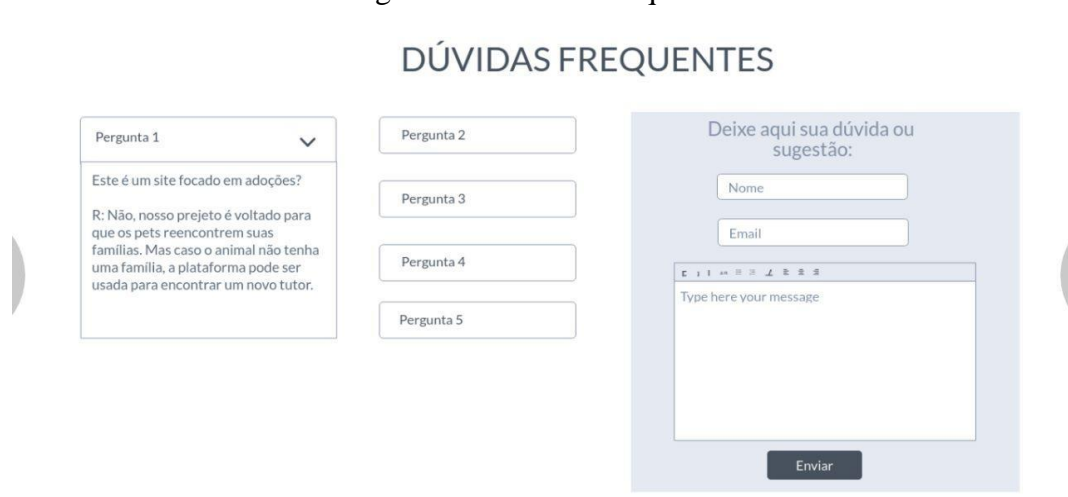 DÚVIDAS FREQUENTES
Pergunta 1
Este é um site focado em adoções?
R: Não, nosso prejeto é voltado para
que os pets reencontrem suas
famílias. Mas caso o animal não tenha
uma família, a plataforma pode ser
usada para encontrar um novo tutor.
Pergunta 2
Pergunta 3
Pergunta 4
Pergunta 5
Deixe aqui sua dúvida ou
sugestão:
Nome
Email
Type here your message
Enviar